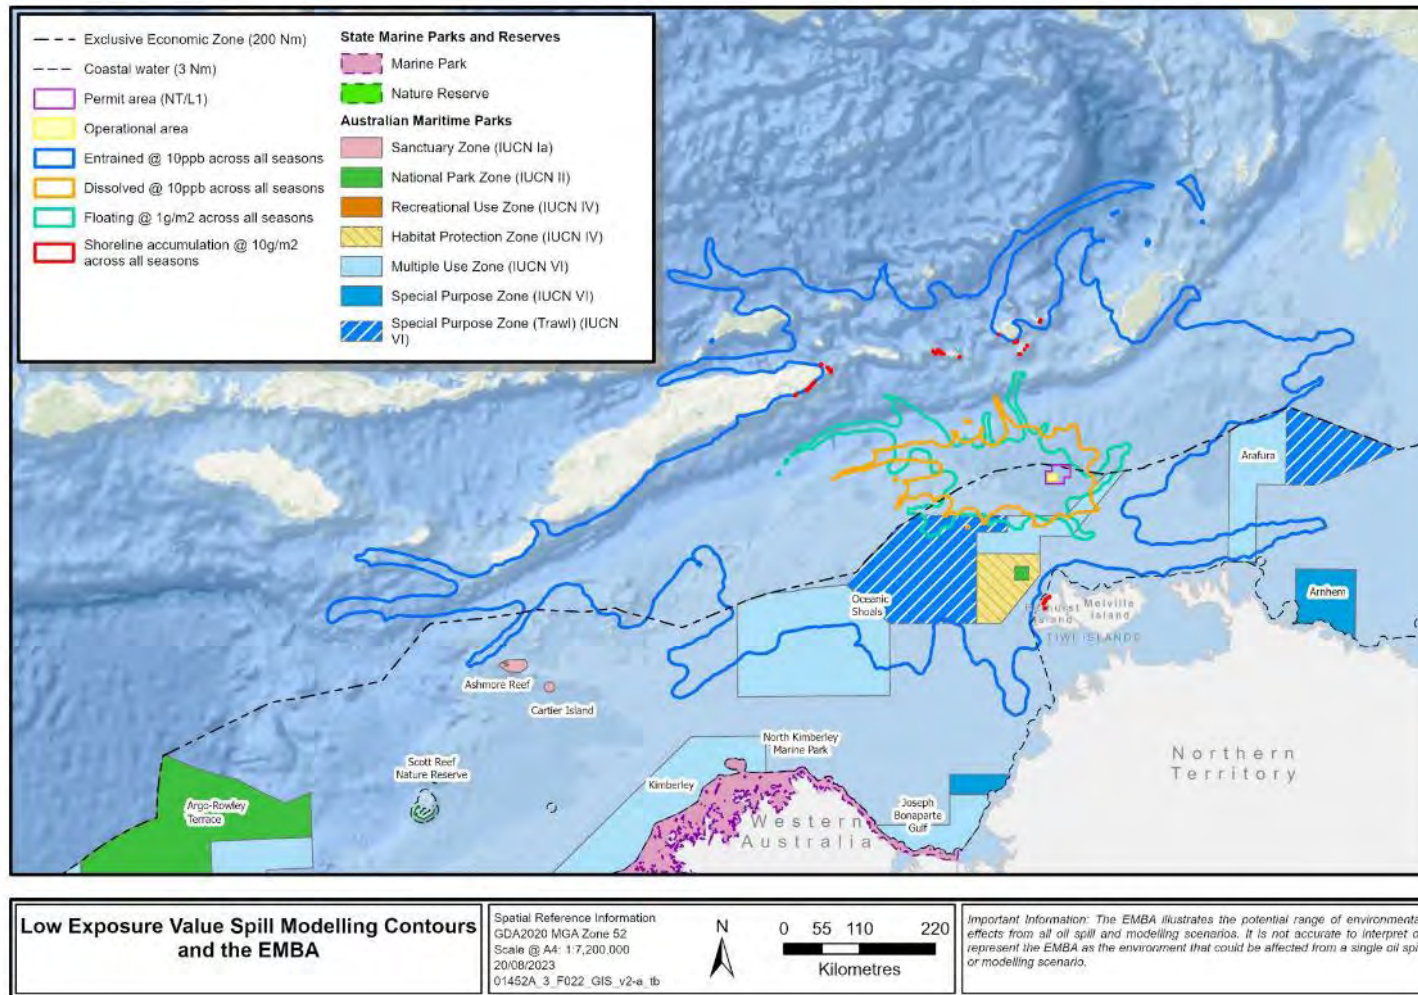 Exclusive Economic Zone (200 Nm)
Coastal water (3 Nm)
Permit area (NT/L1)
Operational area
Entrained @ 10ppb across all seasons
Dissolved @ 10ppb across all seasons
Floating @ 1g/m2 across all seasons
Shoreline accumulation @ 10g/m2
across all seasons
State Marine Parks and Reserves
Marine Park
Nature Reserve
Australian Maritime Parks
Sanctuary Zone (IUCN Ia)
National Park Zone (IUCN II)
Recreational Use Zone (IUCN IV)
Habitat Protection Zone (IUCN IV)
Multiple Use Zone (IUCN VI)
Special Purpose Zone (IUCN VI)
Special Purpose Zone (Trawl) (IUCN
VI)
Arafura
Arnhem
Oceanic
Shoals
Melville
Island
Island
TIWI ISLANDS
Ashmore Reef
Cartier Island
North Kimberley
Marine Park
Kimberley
Scott Reef
Nature Reserve
Argo-Rowley
Terrace
Joseph
Bonaparte
Gulf
Western
Australia
Northern
Territory
Low Exposure Value Spill Modelling Contours
and the EMBA
Spatial Reference Information
GDA2020 MGA Zone 52
Scale @ A4: 1:7,200,000
20/08/2023
01452A_3_F022_GIS_v2-a_tb
N
0 55 110 220
Kilometres
Important Information: The EMBA illustrates the potential range of environmenta
effects from all oil spill and modelling scenarios. It is not accurate to interpret o
represent the EMBA as the environment that could be affected from a single oil spi
or modelling scenario.